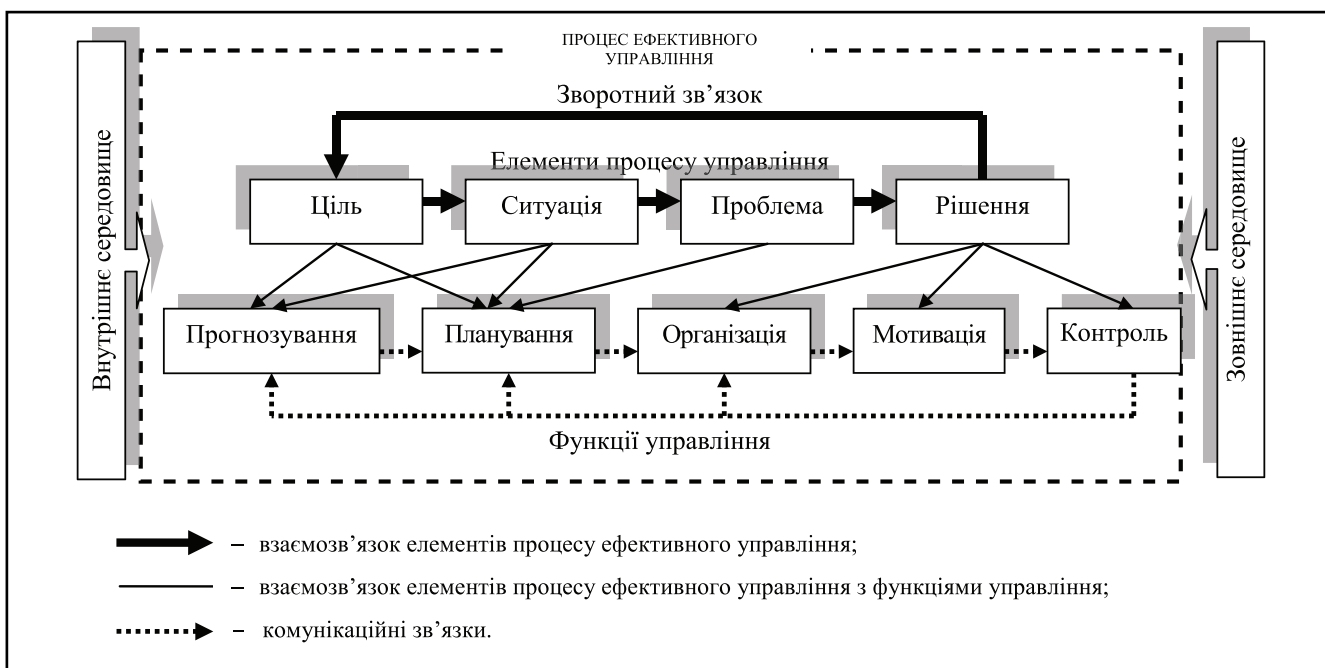 ПРОЦЕС ЕФЕКТИВНОГО
УПРАВЛІННЯ
Зворотний зв’язок
Елементи процесу управління
Внутрішнє середовище
Ціль
Ситуація
Проблема
Рішення
Зовнішнє середовище
Прогнозування
Планування
Організація
Мотивація
Контроль
Функції управління
– взаємозв’язок елементів процесу ефективного управління;
– взаємозв’язок елементів процесу ефективного управління з функціями управління;
– комунікаційні зв’язки.